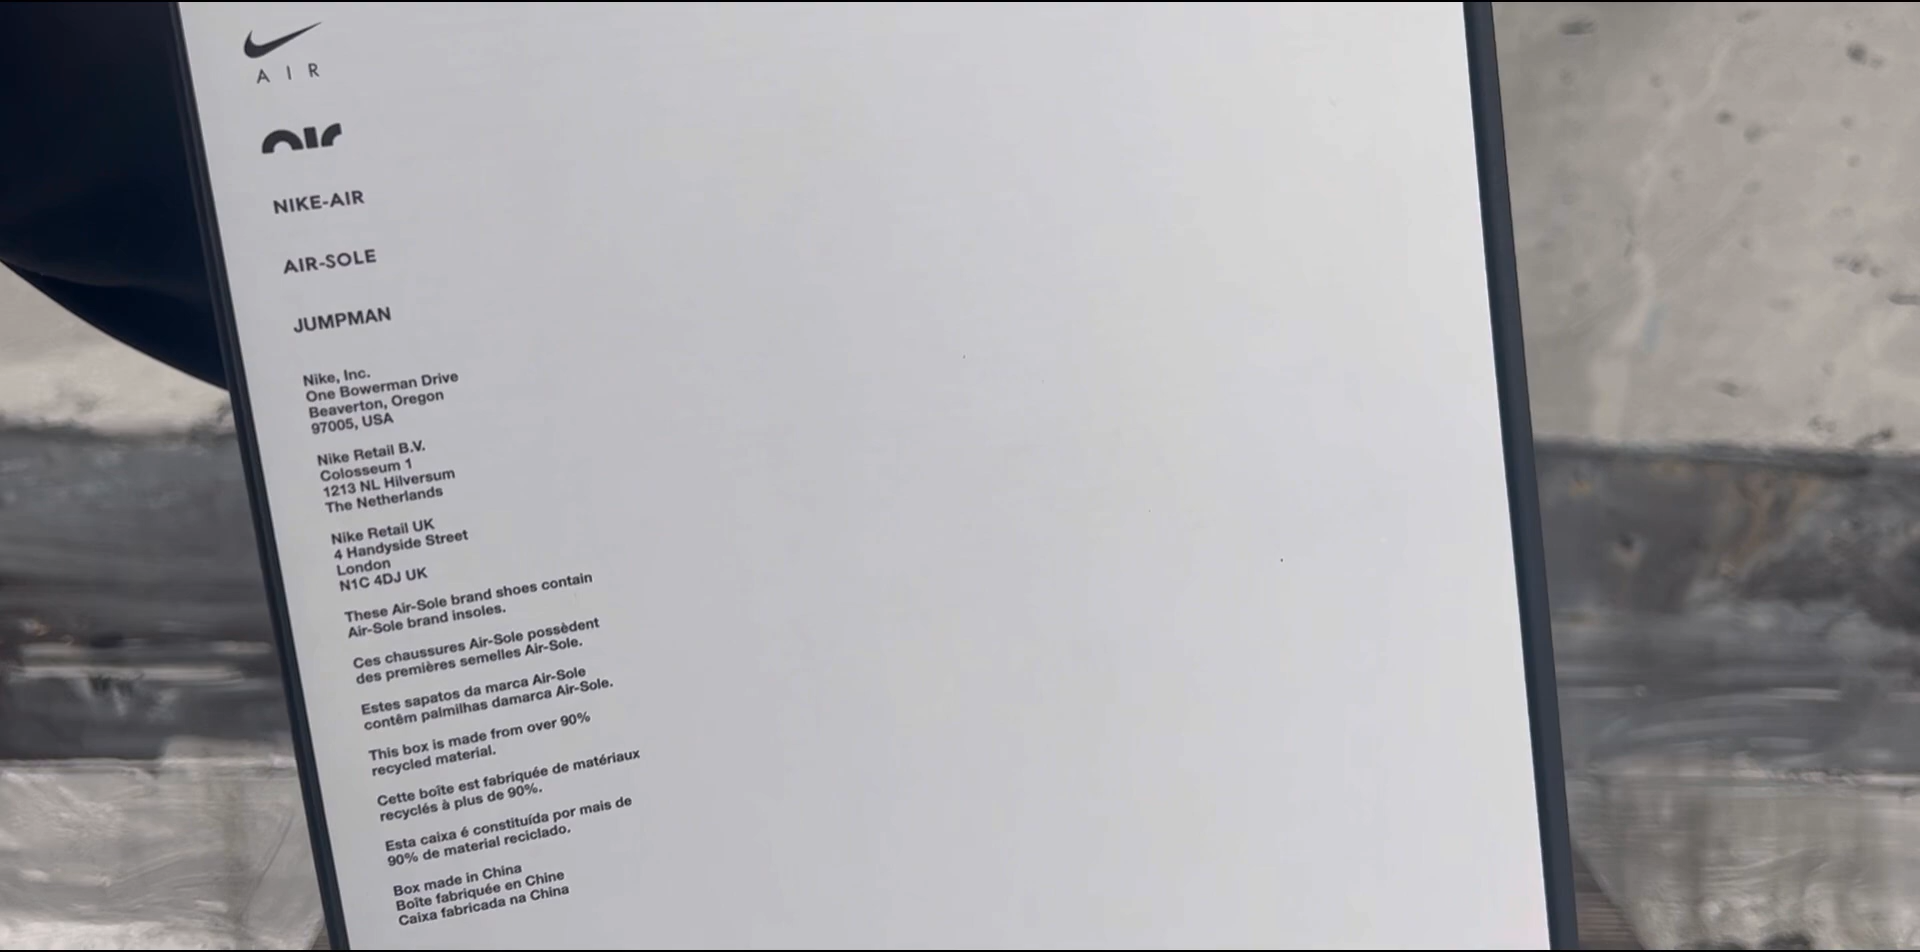 AIR
air
NIKE-AIR
AIR-SOLE
JUMPMAN
Nike, Inc.
One Bowerman Drive
Beaverton, Oregon
97005, USA
Nike Retail B.V.
Colosseum 1
1213 NL Hilversum
The Netherlands
Nike Retail UK
4 Handyside Street
London
N1C 4DJ UK
These Air-Sole brand shoes contain
Air-Sole brand insoles.
Ces chaussures Air-Sole possèdent
des premières semelles Air-Sole.
Estes sapatos da marca Air-Sole
contêm palmilhas damarca Air-Sole.
This box is made from over 90%
recycled material.
Cette boîte est fabriquée de matériaux
recyclés à plus de 90%.
Esta caixa é constituída por mais de
90% de material reciclado.
Box made in China
Boîte fabriquée en Chine
Caixa fabricada na China